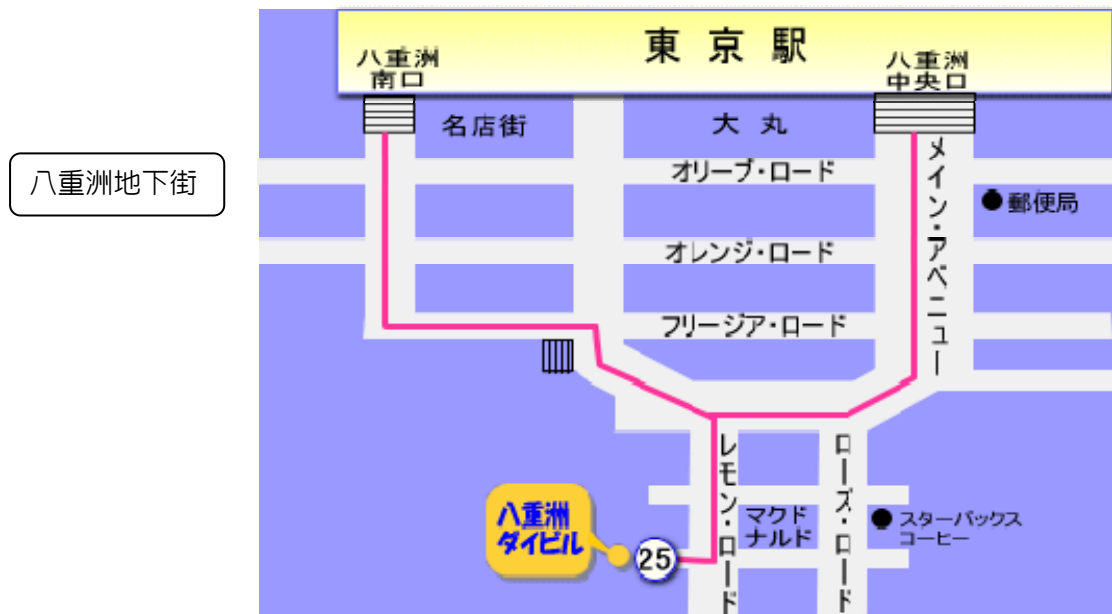 東京駅
八重洲
南口
八重洲
中央口
名店街
大丸
メイン・アベニュー
オリーブ・ロード
八重洲地下街
郵便局
オレンジ・ロード
フリージア・ロード
レモン・ロード
ローズ・ロード
八重洲
ダイビル
マクド
ナルド
スターバックス
コーヒー
25